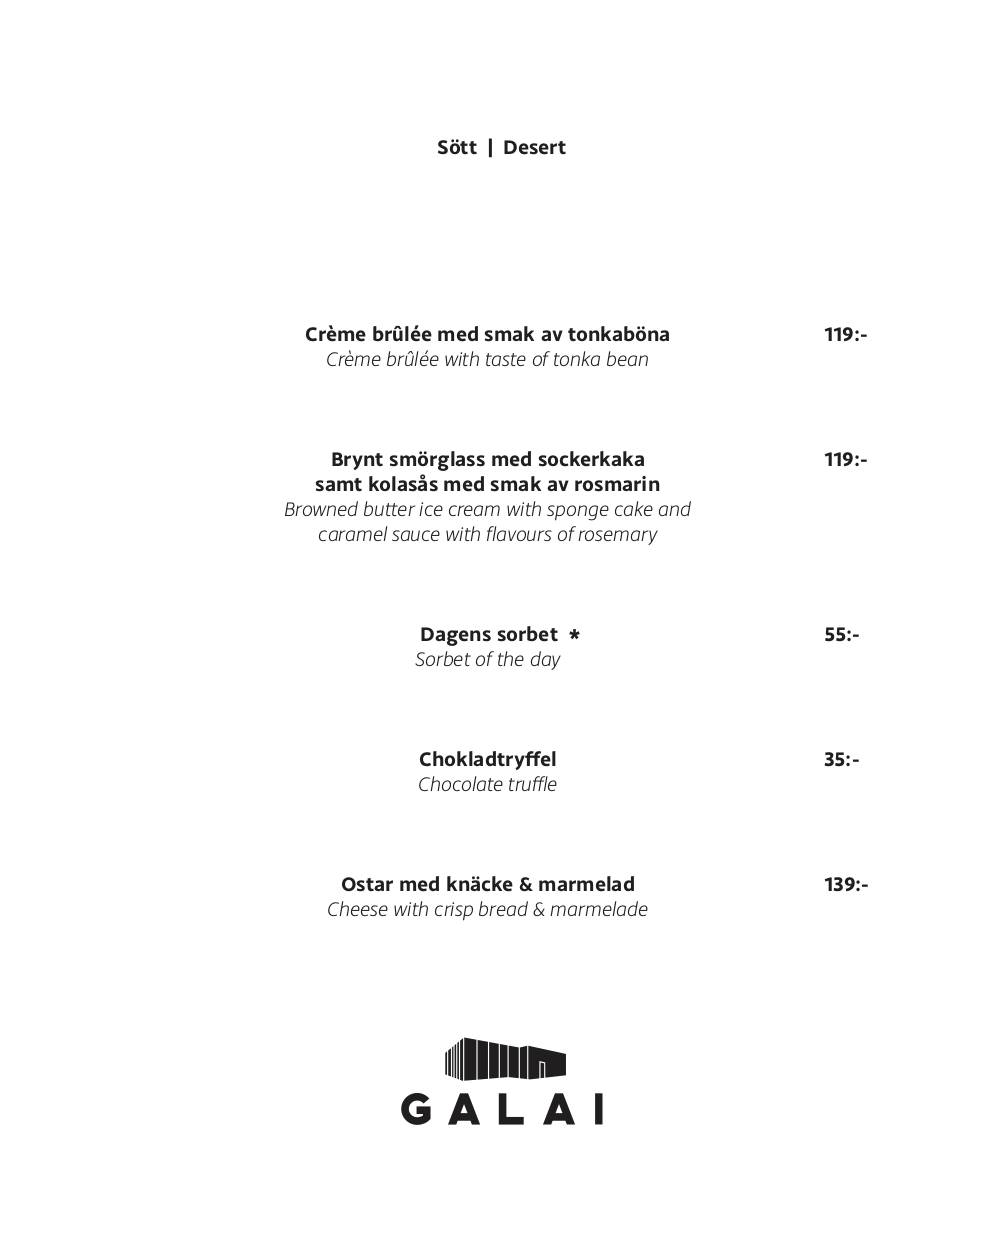 Sött | Desert
Crème brûlée med smak av tonkaböna 119:-
Crème brûlée with taste of tonka bean
Brynt smörglass med sockerkaka 119:-
samt kolasås med smak av rosmarin
Browned butter ice cream with sponge cake and
caramel sauce with flavours of rosemary
Dagens sorbet * 55:-
Sorbet of the day
Chokladtryffel 35:-
Chocolate truffle
Ostar med knäcke & marmelad 139:-
Cheese with crisp bread & marmelade
GALAI